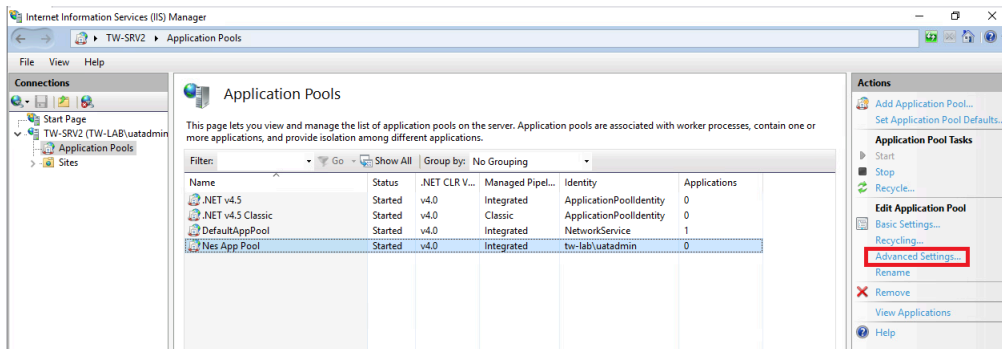 Internet Information Services (IIS) Manager
TW-SRV2 Application Pools
File View Help
Connections
Start Page
TW-SRV2 (TW-LAB\uatadmin
Application Pools
Sites
Application Pools
This page lets you view and manage the list of application pools on the server. Application pools are associated with worker processes, contain one or
more applications, and provide isolation among different applications.
Filter: Go Show All Group by: No Grouping
Name Status .NET CLR V... Managed Pipel... Identity Applications
.NET v4.5 Started v4.0 Integrated ApplicationPoolIdentity 0
.NET v4.5 Classic Started v4.0 Classic ApplicationPoolIdentity 0
DefaultAppPool Started v4.0 Integrated NetworkService 1
Nes App Pool Started v4.0 Integrated tw-lab\uatadmin 0
Actions
Add Application Pool...
Set Application Pool Defaults...
Application Pool Tasks
Start
Stop
Recycle...
Edit Application Pool
Basic Settings...
Recycling...
Advanced Settings...
Rename
Remove
View Applications
Help